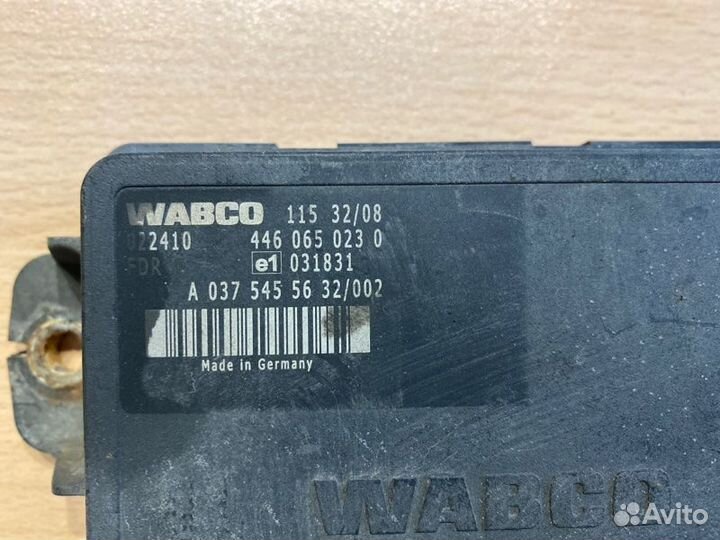 WABCO 115 32/08
022410 446 065 023 0
FDR e1 031831
A 037 545 56 32/002
Made in Germany
WABCO
Avito